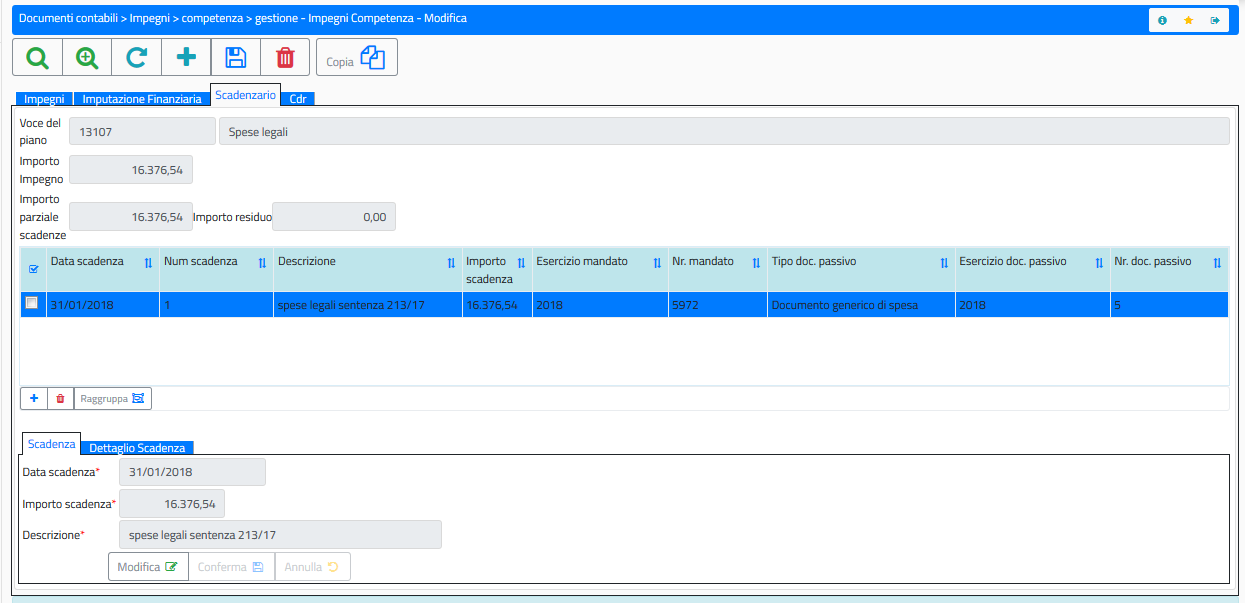 Documenti contabili > Impegni > competenza > gestione - Impegni Competenza - Modifica
Copia
Impegni Imputazione Finanziaria Scadenzario Cdr
Voce del piano 13107 Spese legali
Importo Impegno 16.376,54
Importo parziale scadenze 16.376,54 Importo residuo 0,00
Data scadenza Num scadenza Descrizione Importo scadenza Esercizio mandato Nr. mandato Tipo doc. passivo Esercizio doc. passivo Nr. doc. passivo
31/01/2018 1 spese legali sentenza 213/17 16.376,54 2018 5972 Documento generico di spesa 2018 5
Raggruppa
Scadenza Dettaglio Scadenza
Data scadenza* 31/01/2018
Importo scadenza* 16.376,54
Descrizione* spese legali sentenza 213/17
Modifica Conferma Annulla